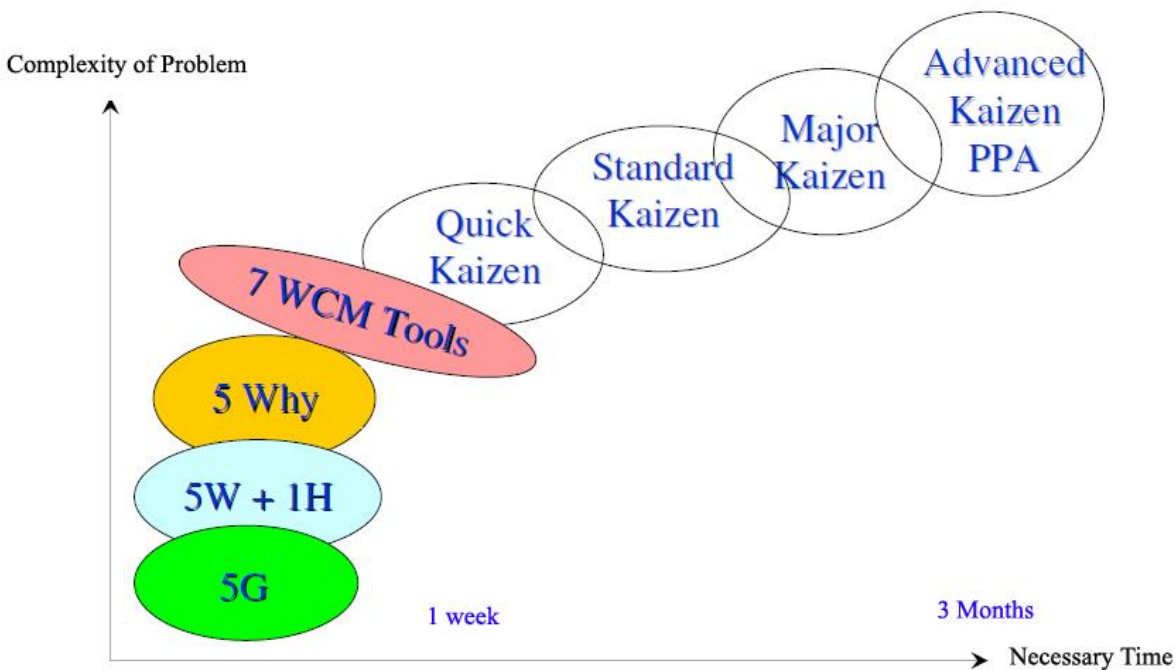 Complexity of Problem
Advanced
Kaizen
PPA
Major
Kaizen
Standard
Kaizen
Quick
Kaizen
7 WCM Tools
5 Why
5W + 1H
5G
1 week
3 Months
Necessary Time